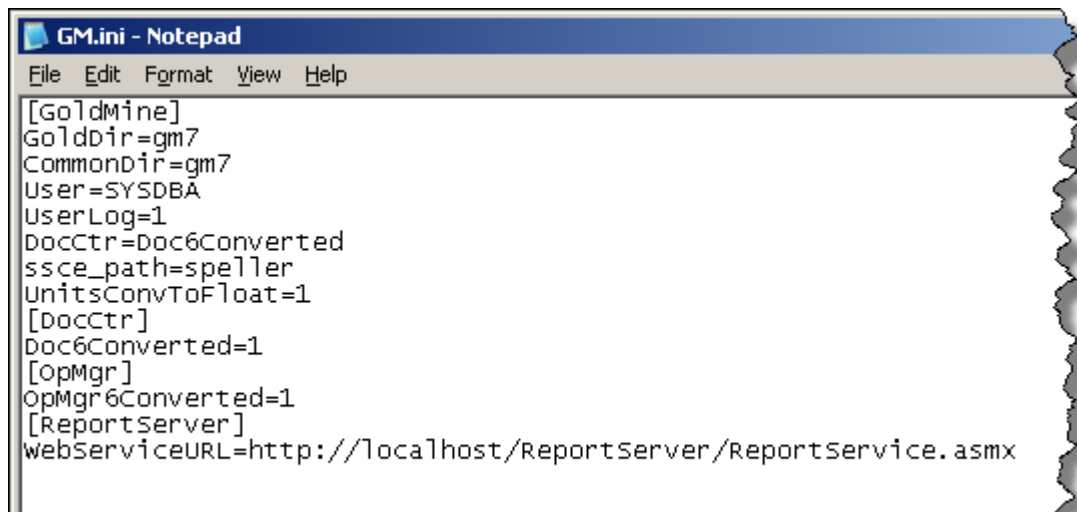 GM.ini - Notepad
File Edit Format View Help
[GoldMine]
GoldDir=gm7
CommonDir=gm7
User=SYSDBA
UserLog=1
DocCtr=Doc6Converted
ssce_path=speller
UnitsConvToFloat=1
[DocCtr]
Doc6Converted=1
[OpMgr]
OpMgr6Converted=1
[ReportServer]
WebServiceURL=http://localhost/ReportServer/ReportService.asmx